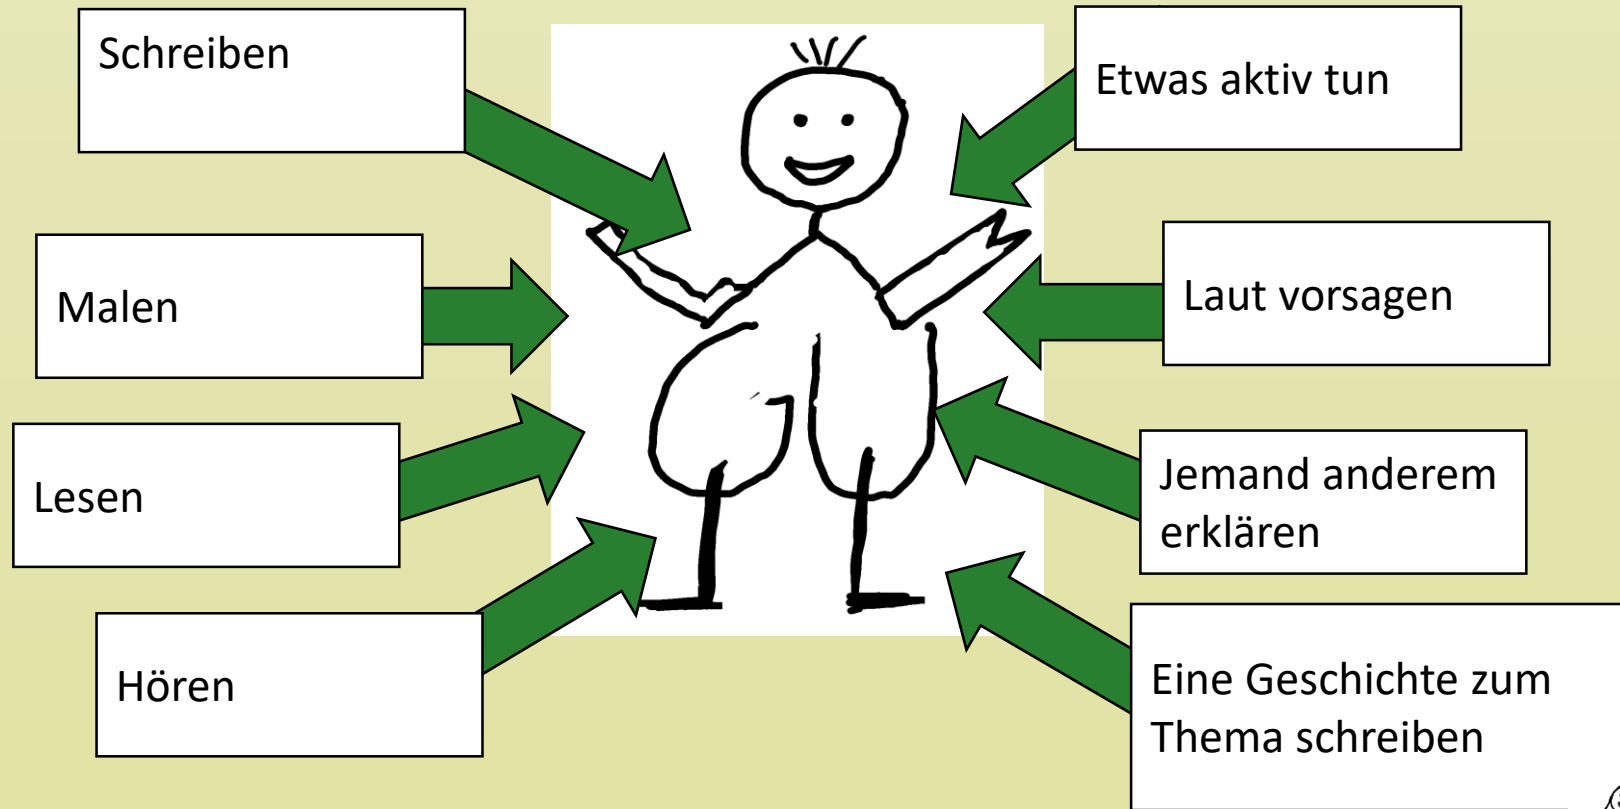 Schreiben
Etwas aktiv tun
Malen
Laut vorsagen
Lesen
Jemand anderem
erklären
Hören
Eine Geschichte zum
Thema schreiben